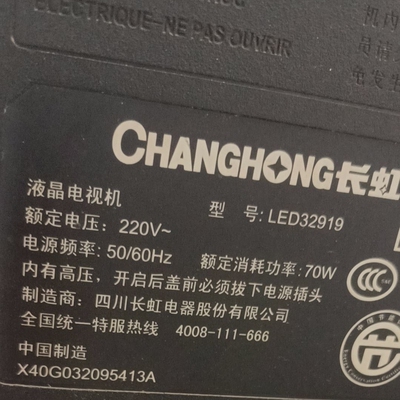 ELECTRIQUE-NE PAS OUVRIR
机内
员请
CHANGHONG长虹
液晶电视机
型 号: LED32919
额定电压: 220V~
电源频率: 50/60Hz
额定消耗功率: 70W
内有高压, 开启后盖前必须拔下电源插头
制造商: 四川长虹电器股份有限公司
全国统一特服热线 4008-111-666
中国制造
X40G032095413A